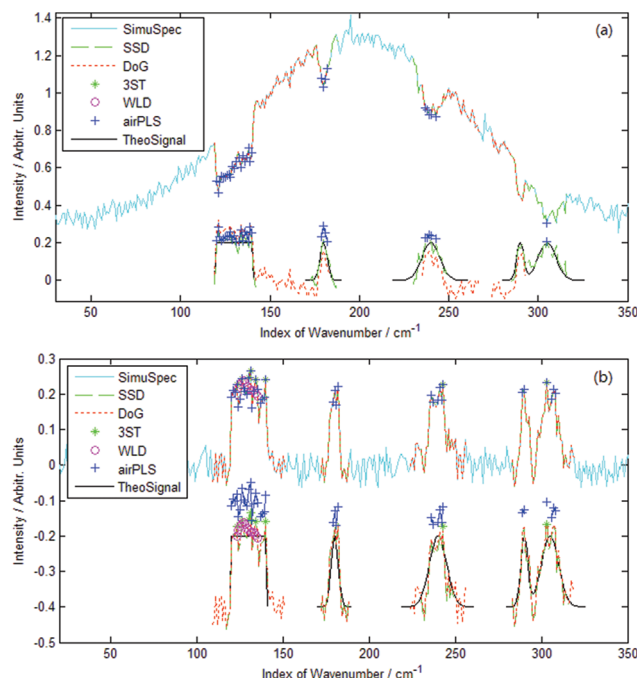 (a)
SimuSpec
SSD
DoG
3ST
WLD
airPLS
TheoSignal
1.4
1.2
1
0.8
0.6
0.4
0.2
0
Intensity / Arbitr. Units
50 100 150 200 250 300 350
Index of Wavenumber / cm-1
(b)
SimuSpec
SSD
DoG
3ST
WLD
airPLS
TheoSignal
0.3
0.2
0.1
0
-0.1
-0.2
-0.3
-0.4
-0.5
Intensity / Arbitr. Units
50 100 150 200 250 300 350
Index of Wavenumber / cm-1